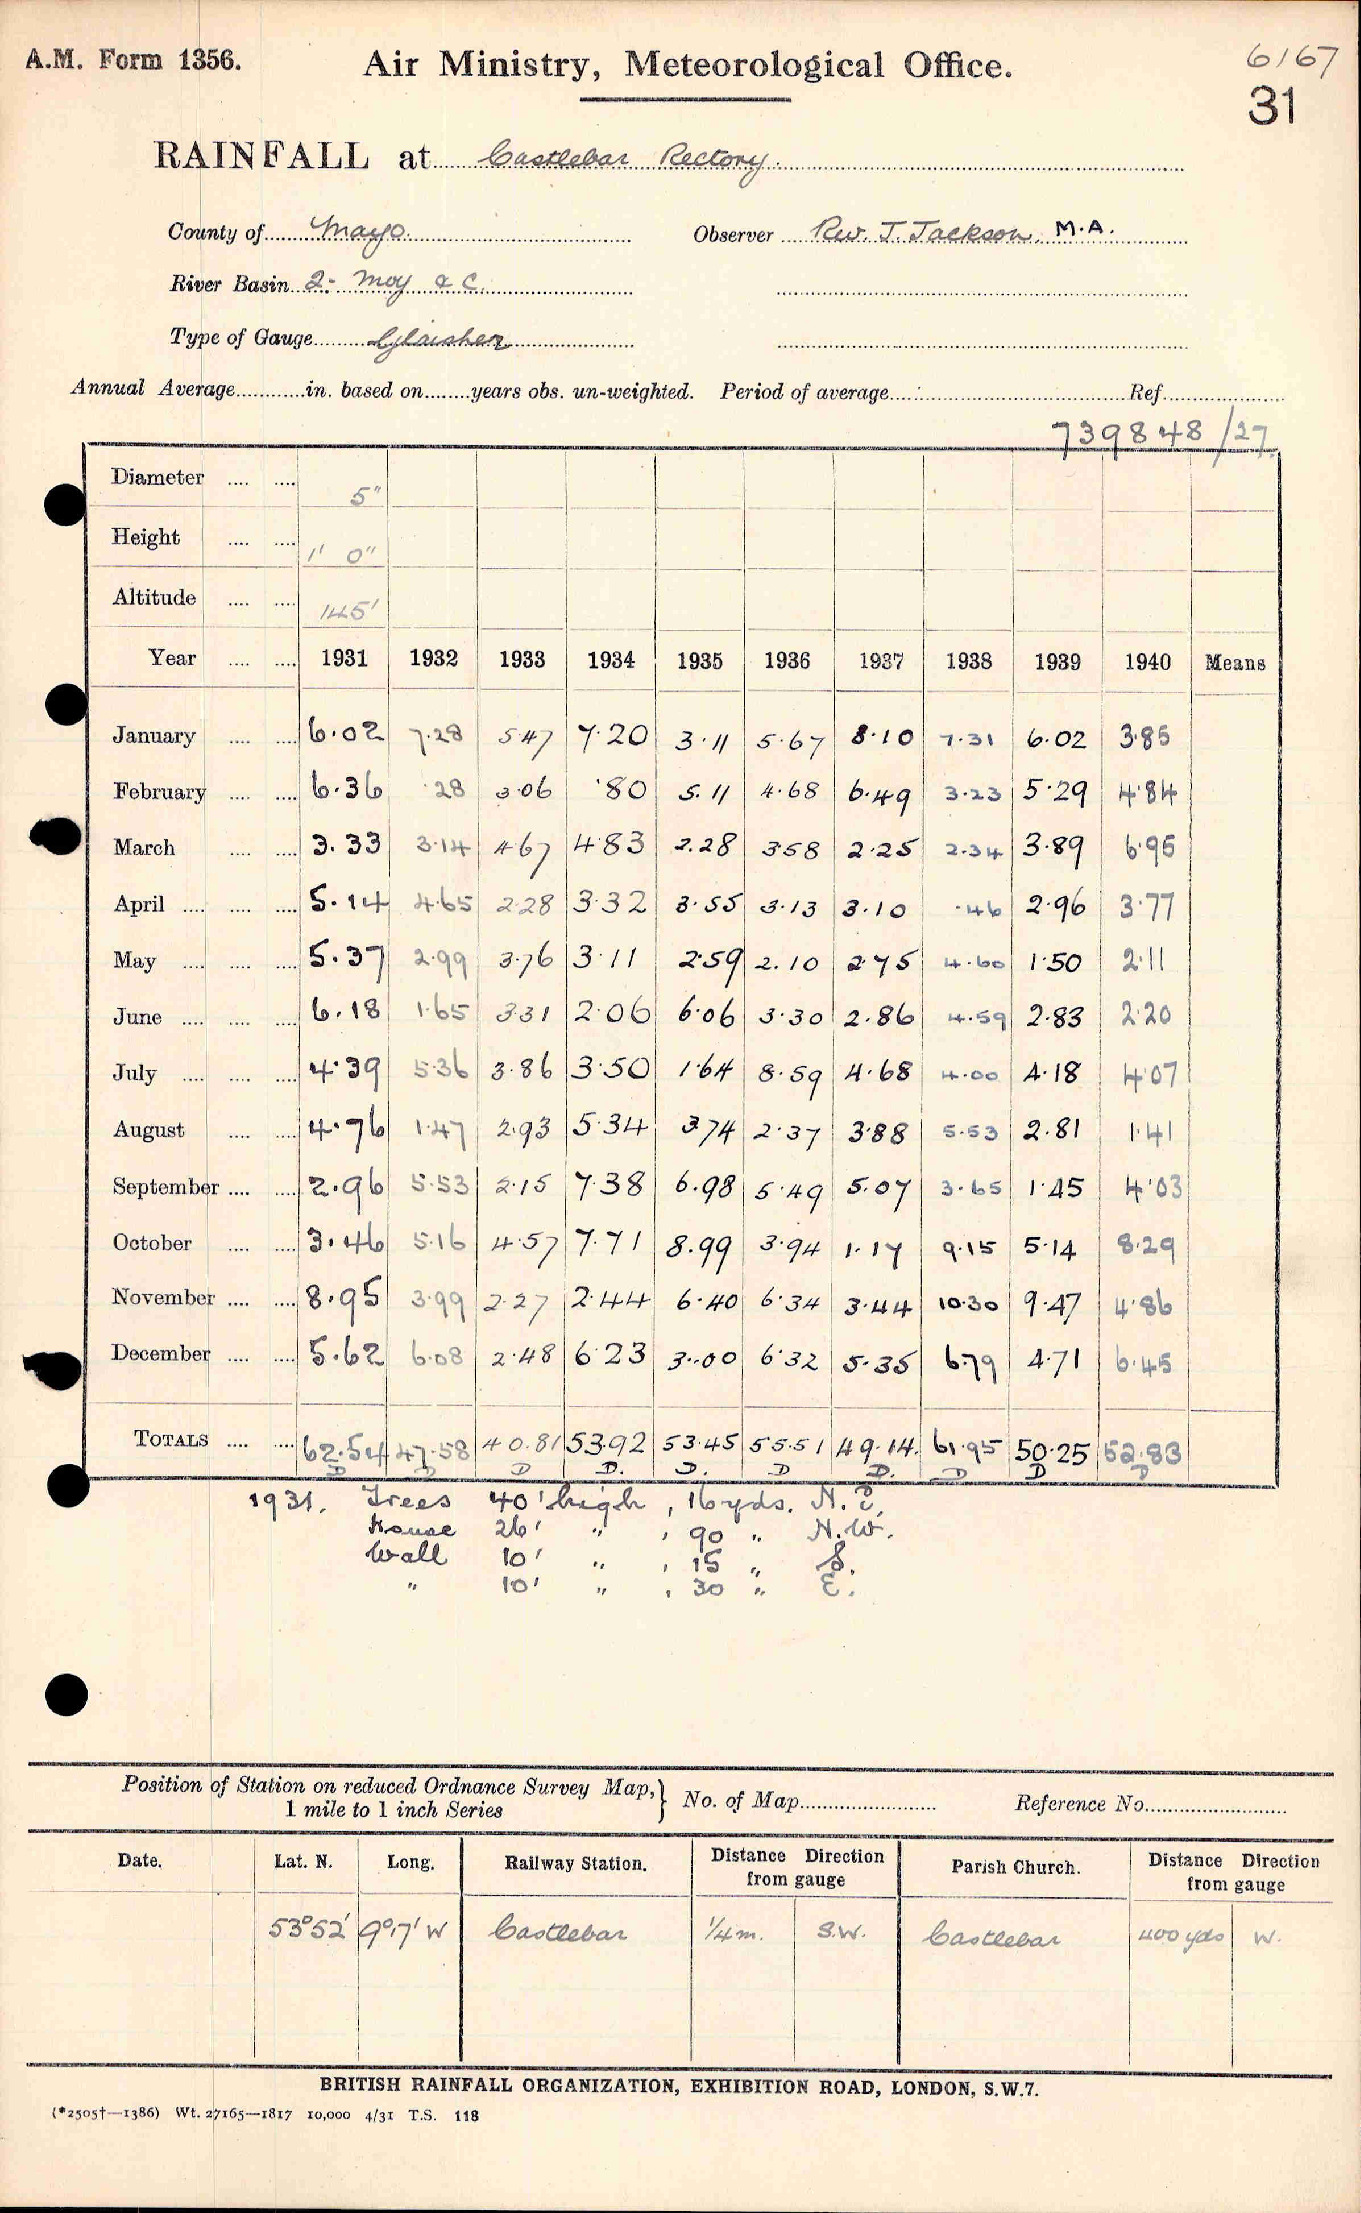 A.M. Form 1356.
Air Ministry, Meteorological Office.
6167
31
RAINFALL at Castlebar Rectory.
County of Mayo. Observer Rev. J. Jackson, M.A.
River Basin 2- Moy & C.
Type of Gauge Glaisher
Annual Average............in. based on........years obs. un-weighted. Period of average.... Ref....
739848/27.
Diameter .... .... 5"
Height .... .... 1' 0"
Altitude .... .... 145'
Year .... .... 1931 1932 1933 1934 1935 1936 1937 1938 1939 1940 Means
January .... .... 6.02 7.28 5.47 7.20 3.11 5.67 8.10 7.31 6.02 3.85
February .... .... 6.36 .28 3.06 .80 5.11 4.68 6.49 3.23 5.29 4.84
March .... .... 3.33 3.14 4.67 4.83 2.28 3.58 2.25 2.34 3.89 6.95
April .... .... .... 5.14 4.65 2.28 3.32 3.55 3.13 3.10 .46 2.96 3.77
May .... .... .... 5.37 2.99 3.76 3.11 2.59 2.10 2.75 4.60 1.50 2.11
June .... .... .... 6.18 1.65 3.31 2.06 6.06 3.30 2.86 4.59 2.83 2.20
July .... .... .... 4.39 5.36 3.86 3.50 1.64 8.59 4.68 4.00 4.18 4.07
August .... .... 4.76 1.47 2.93 5.34 3.74 2.37 3.88 5.53 2.81 1.41
September .... .... 2.96 5.53 2.15 7.38 6.98 5.49 5.07 3.65 1.45 4.03
October .... .... 3.46 5.16 4.57 7.71 8.99 3.94 1.17 9.15 5.14 8.29
November .... .... 8.95 3.99 2.27 2.44 6.40 6.34 3.44 10.30 9.47 4.86
December .... .... 5.62 6.08 2.48 6.23 3.00 6.32 5.35 6.79 4.71 6.45
TOTALS .... .... 62.54 47.58 40.81 53.92 53.45 55.51 49.14. 61.95 50.25 52.83
D D D D. D. D D. D D D
1931. Trees 40' high, 16 yds. N.E.
House 26' " , 90 " N.W.
Wall 10' " , 15 " S.
" 10' " , 30 " E.
Position of Station on reduced Ordnance Survey Map,} No. of Map........................ Reference No.........................
1 mile to 1 inch Series
Date. Lat. N. Long. Railway Station. Distance Direction from gauge Parish Church. Distance Direction from gauge
53°52' 9°17' W Castlebar 1/4 m. S.W. Castlebar 400 yds W.
BRITISH RAINFALL ORGANIZATION, EXHIBITION ROAD, LONDON, S.W.7.
(*2505†—1386) Wt. 27165—1817 10,000 4/31 T.S. 118